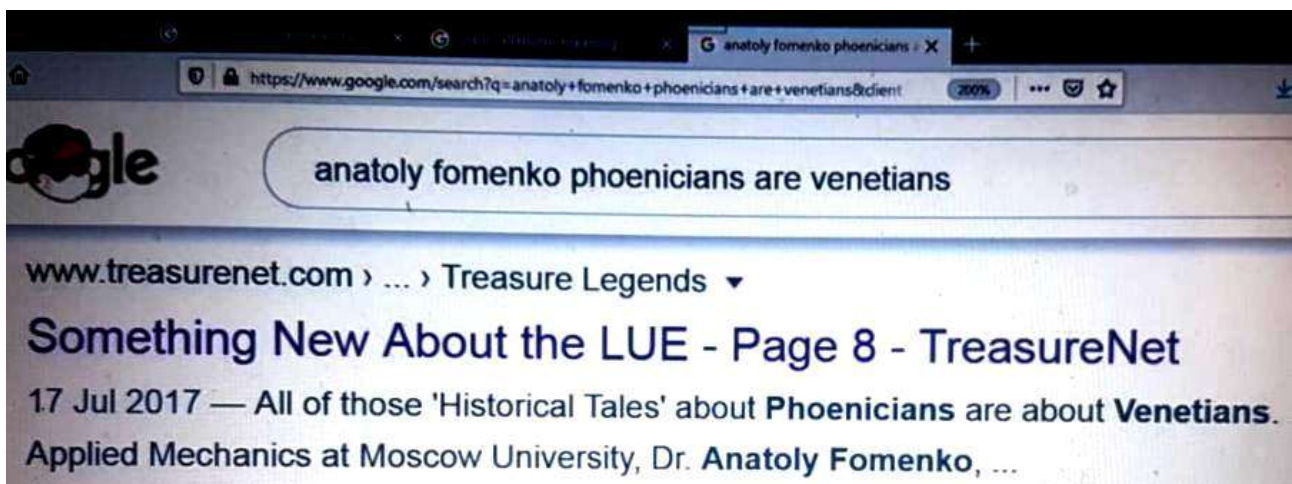 G anatoly fomenko phoenicians a X +
https://www.google.com/search?q=anatoly+fomenko+phoenicians+are+venetians&client 200% ...
gle
anatoly fomenko phoenicians are venetians
www.treasurenet.com › ... › Treasure Legends
Something New About the LUE - Page 8 - TreasureNet
17 Jul 2017 — All of those 'Historical Tales' about Phoenicians are about Venetians.
Applied Mechanics at Moscow University, Dr. Anatoly Fomenko, ...